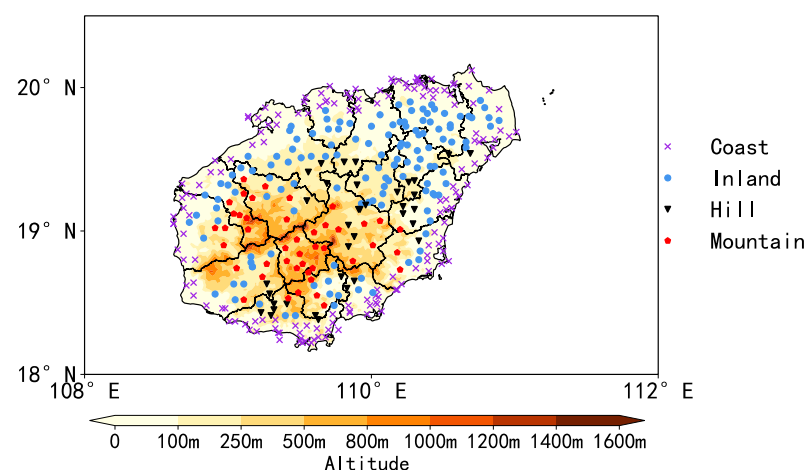 20° N
19° N
18° N
108° E
110° E
112° E
Coast
Inland
Hill
Mountain
0
100m
250m
500m
800m
1000m
1200m
1400m
1600m
Altitude